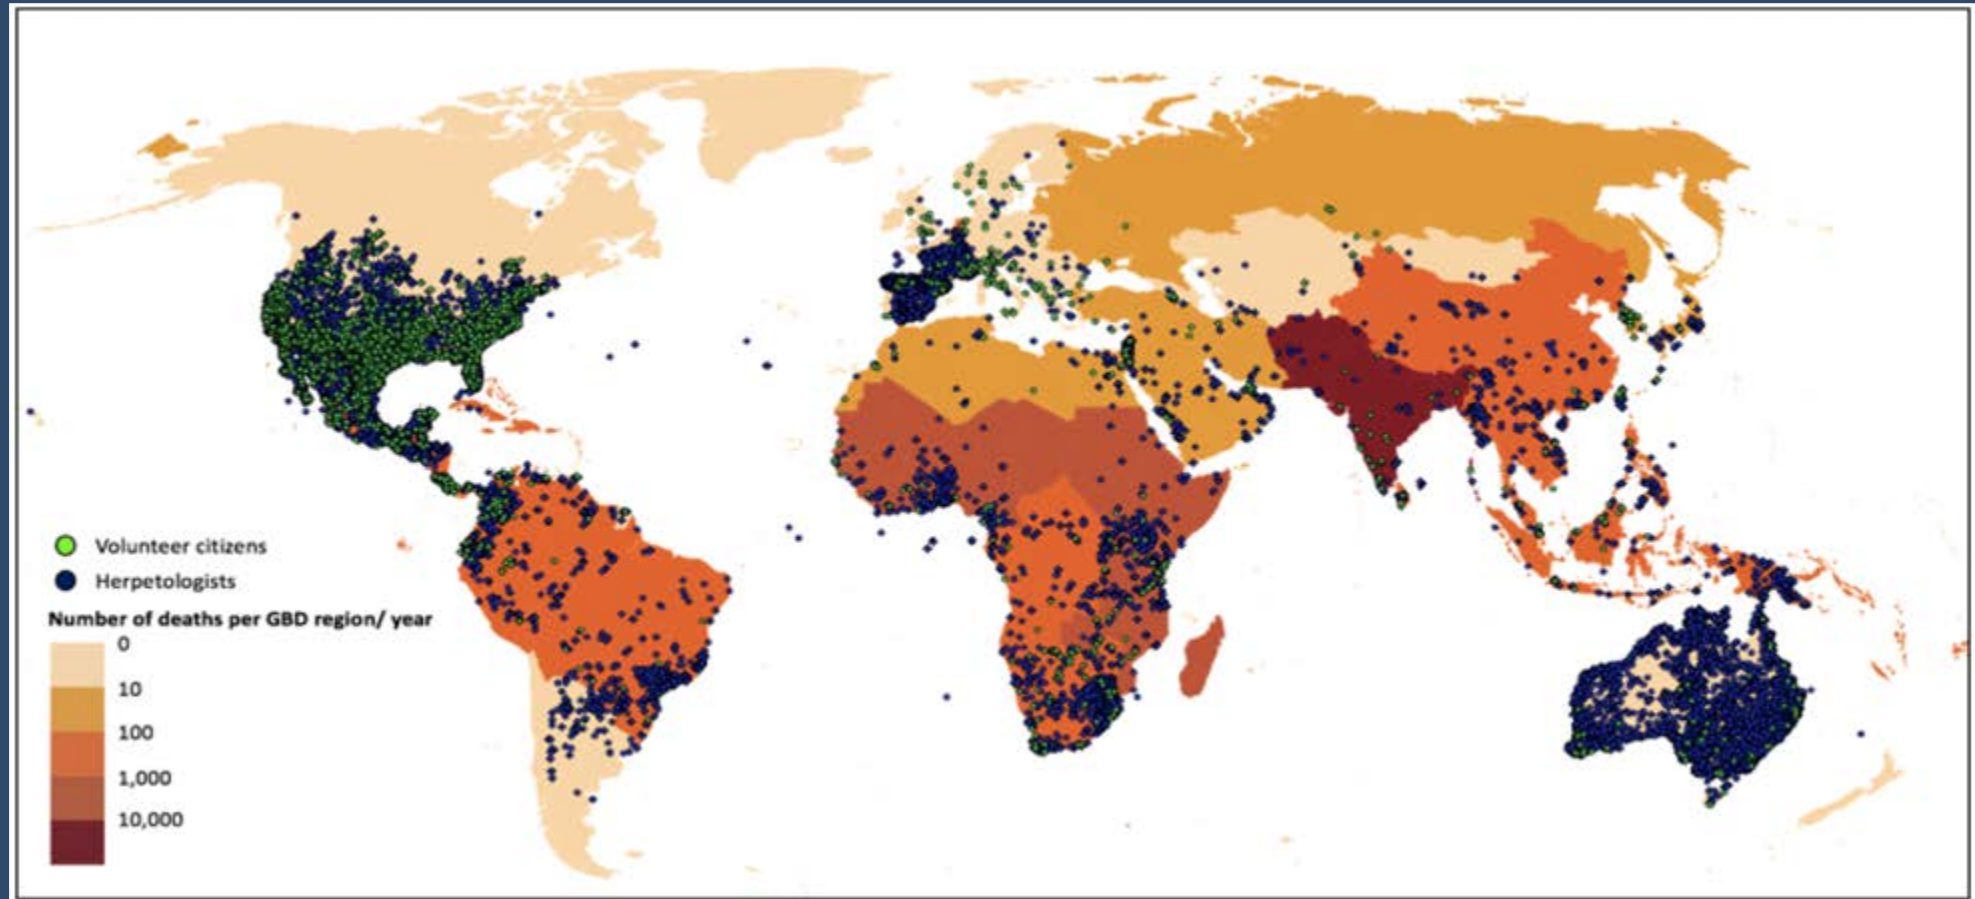 Volunteer citizens
Herpetologists
Number of deaths per GBD region/ year
0
10
100
1,000
10,000